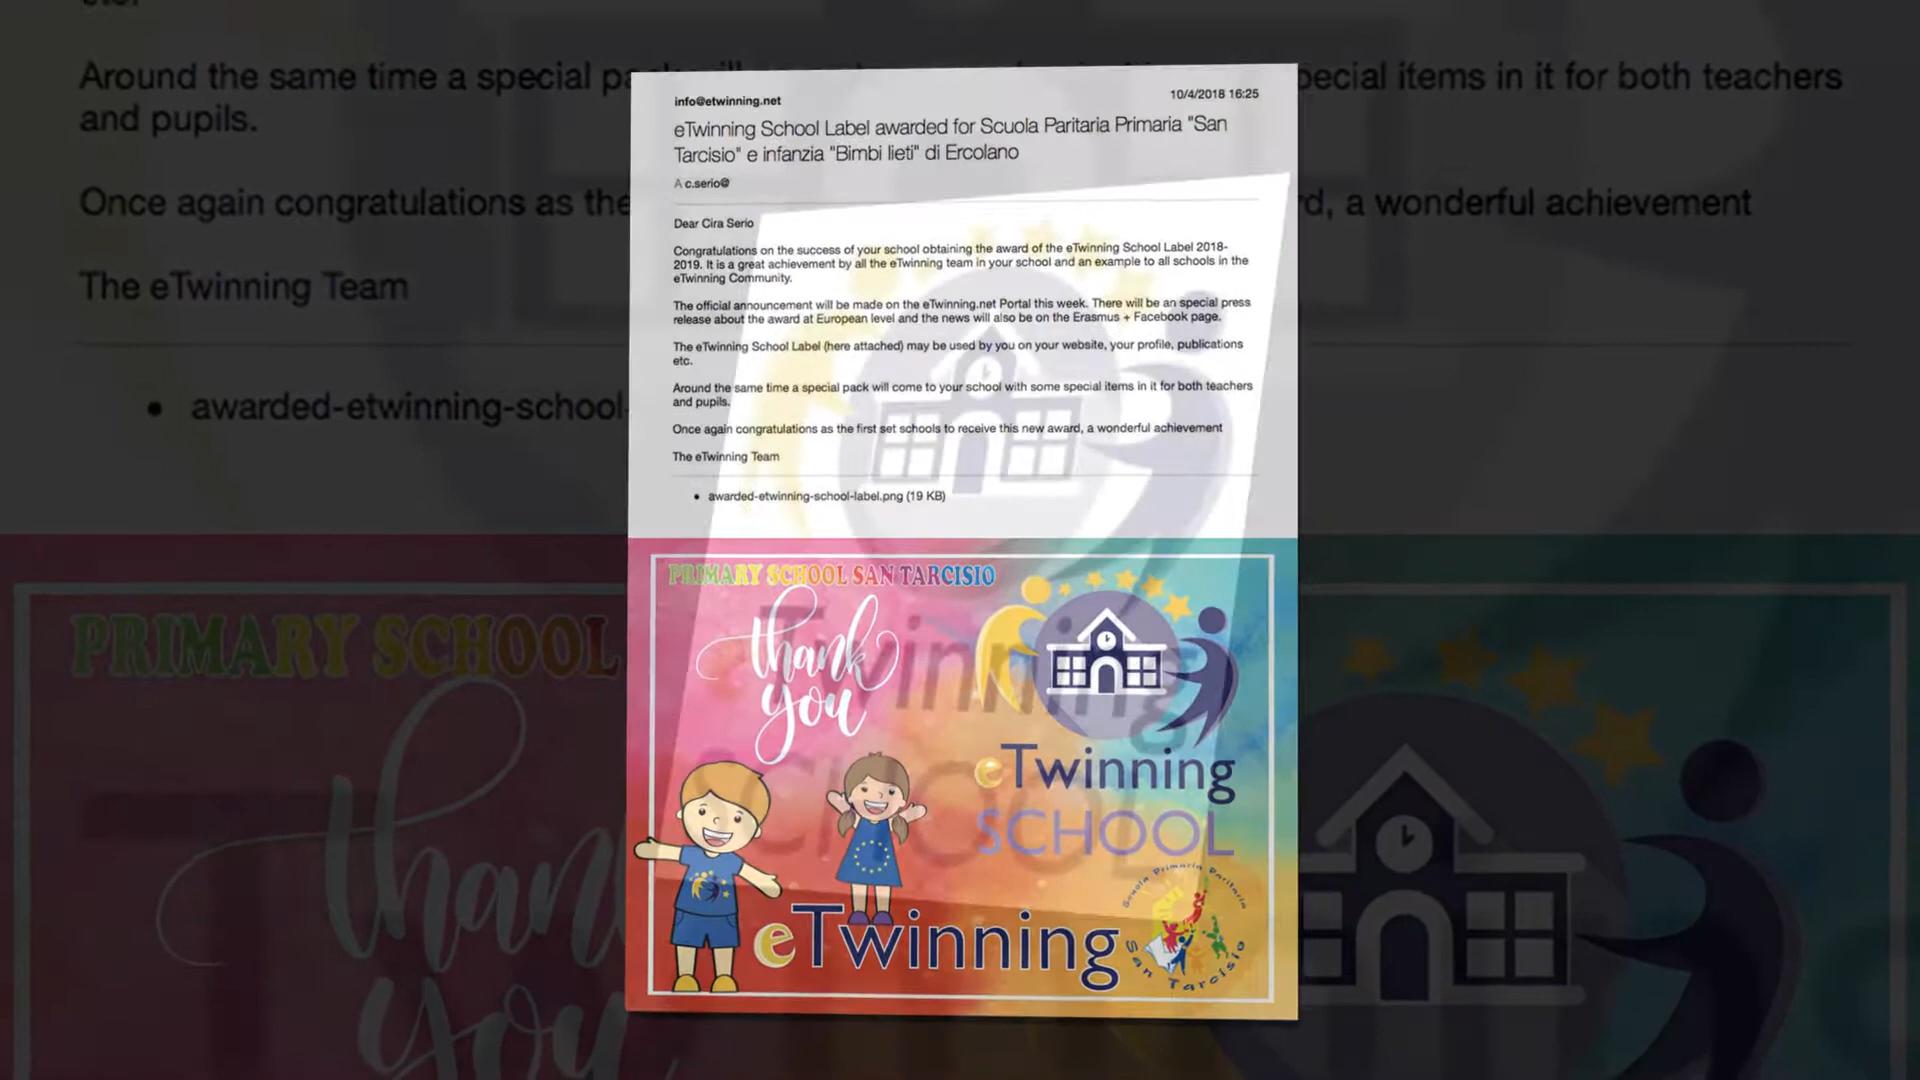 info@etwinning.net
10/4/2018 16:25
eTwinning School Label awarded for Scuola Paritaria Primaria "San
Tarcisio" e infanzia "Bimbi lieti" di Ercolano
A c.serio@
Dear Cira Serio
Congratulations on the success of your school obtaining the award of the eTwinning School Label 2018-
2019. It is a great achievement by all the eTwinning team in your school and an example to all schools in the
eTwinning Community.
The official announcement will be made on the eTwinning.net Portal this week. There will be an special press
release about the award at European level and the news will also be on the Erasmus + Facebook page.
The eTwinning School Label (here attached) may be used by you on your website, your profile, publications
etc.
Around the same time a special pack will come to your school with some special items in it for both teachers
and pupils.
Once again congratulations as the first set schools to receive this new award, a wonderful achievement
The eTwinning Team
• awarded-etwinning-school-label.png (19 KB)
PRIMARY SCHOOL SAN TARCISIO
thank
you
eTwinning
SCHOOL
eTwinning
Scuola Primaria Paritaria
San Tarcisio
Around the same time a special
pecial items in it for both teachers
and pupils.
Once again congratulations as the
a wonderful achievement
The eTwinning Team
• awarded-etwinning-school-
PRIMARY SCHOOL
than
you
Twinning
SCHOOL